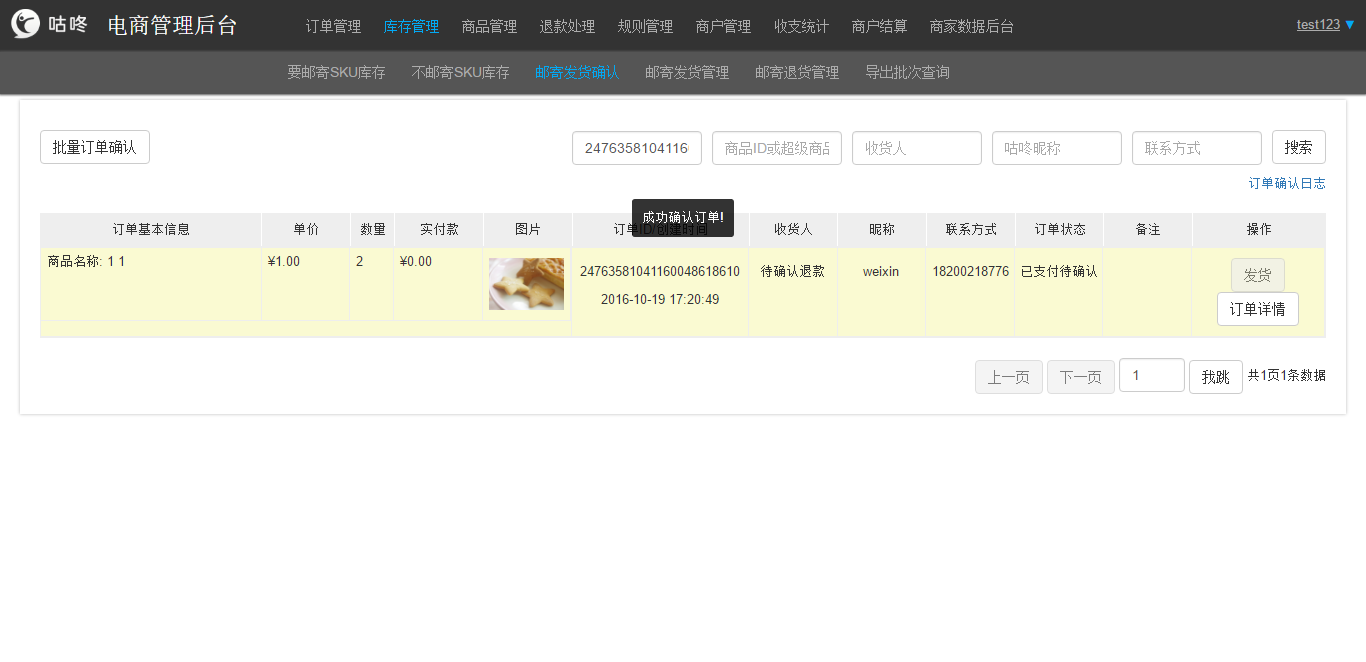 咕咚 电商管理后台 订单管理 库存管理 商品管理 退款处理 规则管理 商户管理 收支统计 商户结算 商家数据后台 test123 ▼
要邮寄SKU库存 不邮寄SKU库存 邮寄发货确认 邮寄发货管理 邮寄退货管理 导出批次查询
批量订单确认 2476358104116 商品ID或超级商品 收货人 咕咚昵称 联系方式 搜索
订单确认日志
成功确认订单!
订单基本信息 单价 数量 实付款 图片 订单ID/创建时间 收货人 昵称 联系方式 订单状态 备注 操作
商品名称: 1 1 ¥1.00 2 ¥0.00 24763581041160048618610 待确认退款 weixin 18200218776 已支付待确认 发货
2016-10-19 17:20:49 订单详情
上一页 下一页 1 我跳 共1页1条数据